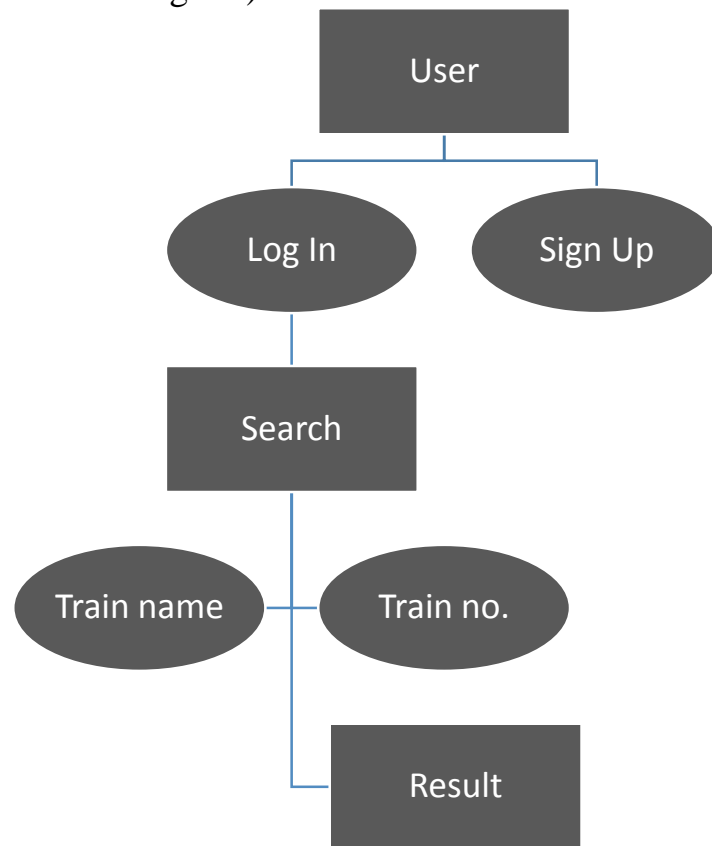 User
Log In
Sign Up
Search
Train name
Train no.
Result